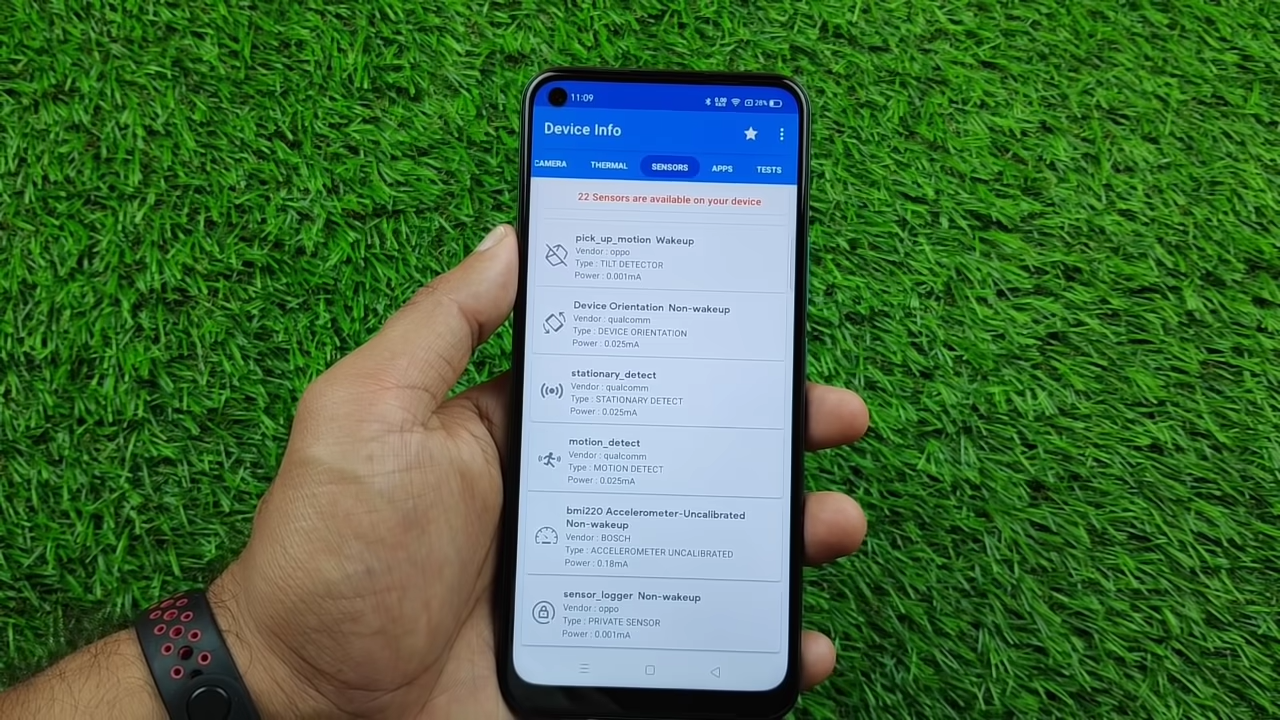 11:09
0.00
KB/S
28%
Device Info
CAMERA THERMAL SENSORS APPS TESTS
22 Sensors are available on your device
pick_up_motion Wakeup
Vendor : oppo
Type : TILT DETECTOR
Power : 0.001mA
Device Orientation Non-wakeup
Vendor : qualcomm
Type : DEVICE ORIENTATION
Power : 0.025mA
stationary_detect
Vendor : qualcomm
Type : STATIONARY DETECT
Power : 0.025mA
motion_detect
Vendor : qualcomm
Type : MOTION DETECT
Power : 0.025mA
bmi220 Accelerometer-Uncalibrated
Non-wakeup
Vendor : BOSCH
Type : ACCELEROMETER UNCALIBRATED
Power : 0.18mA
sensor_logger Non-wakeup
Vendor : oppo
Type : PRIVATE SENSOR
Power : 0.001mA